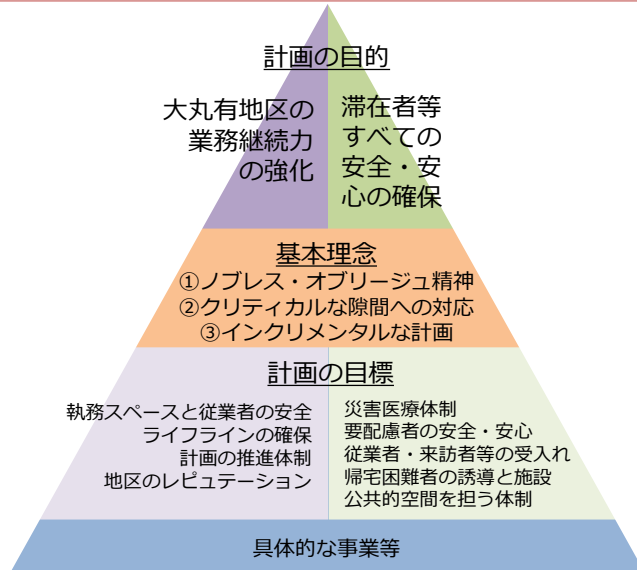 計画の目的
大丸有地区の
業務継続力
の強化
滞在者等
すべての
安全・安
心の確保
基本理念
①ノブレス・オブリージュ精神
②クリティカルな隙間への対応
③インクリメンタルな計画
計画の目標
執務スペースと従業者の安全
ライフラインの確保
計画の推進体制
地区のレピュテーション
災害医療体制
要配慮者の安全・安心
従業者・来訪者等の受入れ
帰宅困難者の誘導と施設
公共的空間を担う体制
具体的な事業等